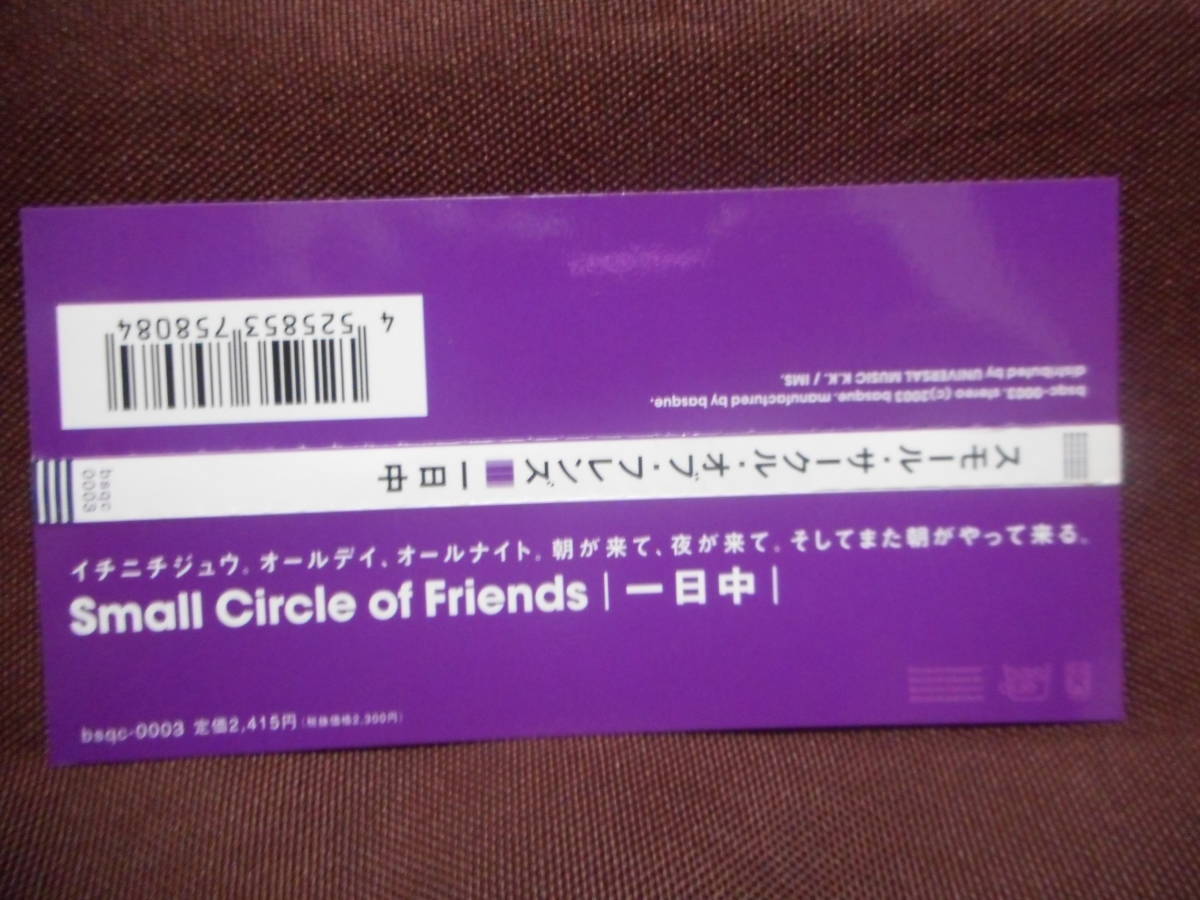 4 525853 758084
bsqc-0003. stereo (c)2003 basque. manufactured by basque.
distributed by UNIVERSAL MUSIC K.K. / IMS.
スモール・サークル・オブ・フレンズ 一日中
bsqc
0003
イチニチジュウ。オールデイ、オールナイト。朝が来て、夜が来て。そしてまた朝がやって来る。
Small Circle of Friends|一日中|
bsqc-0003 定価2,415円(税抜価格2,300円)